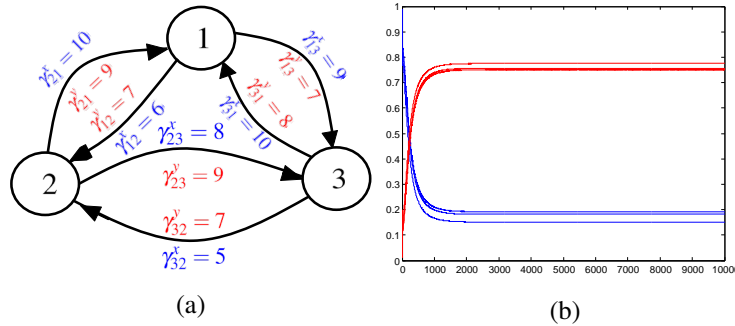 1
γ^x_21 = 10
γ^y_21 = 9
γ^y_12 = 7
γ^x_12 = 6
γ^x_13 = 9
γ^y_13 = 7
γ^y_31 = 8
γ^x_31 = 10
γ^x_23 = 8
2
γ^y_23 = 9
3
γ^y_32 = 7
γ^x_32 = 5
(a)
1
0.9
0.8
0.7
0.6
0.5
0.4
0.3
0.2
0.1
0
0 1000 2000 3000 4000 5000 6000 7000 8000 9000 10000
(b)